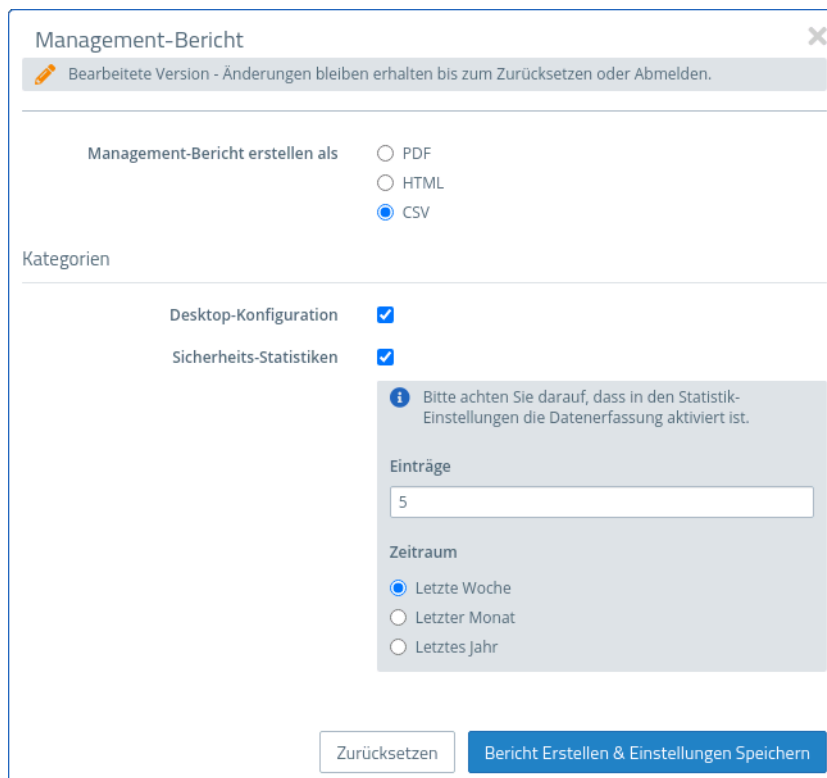 Management-Bericht
Bearbeitete Version - Änderungen bleiben erhalten bis zum Zurücksetzen oder Abmelden.
Management-Bericht erstellen als
PDF
HTML
CSV
Kategorien
Desktop-Konfiguration
Sicherheits-Statistiken
Bitte achten Sie darauf, dass in den Statistik-
Einstellungen die Datenerfassung aktiviert ist.
Einträge
5
Zeitraum
Letzte Woche
Letzter Monat
Letztes Jahr
Zurücksetzen
Bericht Erstellen & Einstellungen Speichern